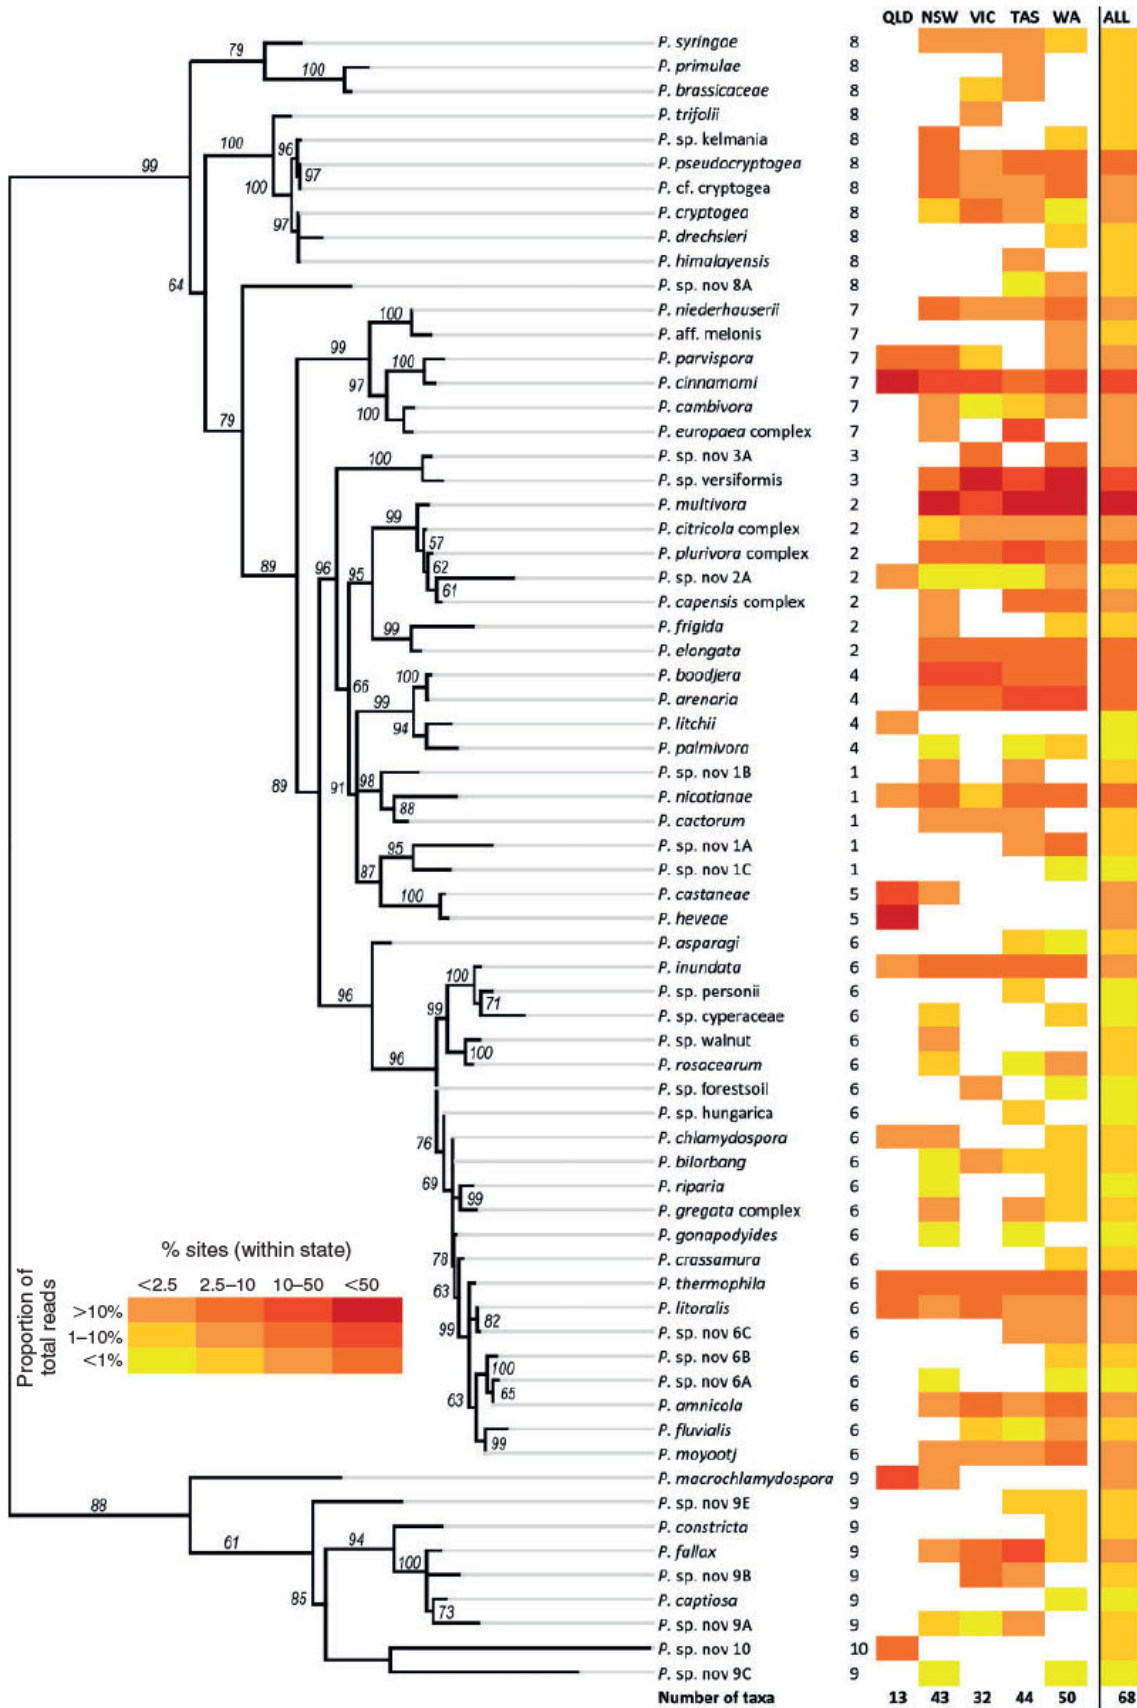 QLD NSW VIC TAS WA ALL
79 P. syringae 8
100 P. primulae 8
P. brassicaceae 8
P. trifolii 8
100 96 P. sp. kelmania 8
99 P. pseudocryptogea 8
100 97 P. cf. cryptogea 8
P. cryptogea 8
97 P. drechsleri 8
P. himalayensis 8
64 P. sp. nov 8A 8
100 P. niederhauserii 7
99 P. aff. melonis 7
100 P. parvispora 7
97 P. cinnamomi 7
79 P. cambivora 7
100 P. europaea complex 7
100 P. sp. nov 3A 3
P. sp. versiformis 3
P. multivora 2
99 P. citricola complex 2
57 P. plurivora complex 2
89 96 95 62 P. sp. nov 2A 2
61 P. capensis complex 2
99 P. frigida 2
P. elongata 2
100 P. boodjera 4
66 99 P. arenaria 4
94 P. litchii 4
P. palmivora 4
89 91 98 P. sp. nov 1B 1
P. nicotianae 1
88 P. cactorum 1
95 P. sp. nov 1A 1
87 P. sp. nov 1C 1
100 P. castaneae 5
P. heveae 5
P. asparagi 6
100 P. inundata 6
96 71 P. sp. personii 6
99 P. sp. cyperaceae 6
P. sp. walnut 6
96 100 P. rosacearum 6
P. sp. forestsoil 6
P. sp. hungarica 6
76 P. chlamydospora 6
P. bilorbang 6
69 99 P. riparia 6
P. gregata complex 6
P. gonapodyides 6
78 P. crassamura 6
63 P. thermophila 6
82 P. litoralis 6
99 P. sp. nov 6C 6
100 P. sp. nov 6B 6
65 P. sp. nov 6A 6
63 P. amnicola 6
P. fluvialis 6
99 P. moyootj 6
P. macrochlamydospora 9
88 P. sp. nov 9E 9
P. constricta 9
61 94 P. fallax 9
100 P. sp. nov 9B 9
85 P. captiosa 9
73 P. sp. nov 9A 9
P. sp. nov 10 10
P. sp. nov 9C 9
Number of taxa 13 43 32 44 50 68
% sites (within state)
<2.5 2.5–10 10–50 <50
Proportion of
total reads
>10%
1–10%
<1%